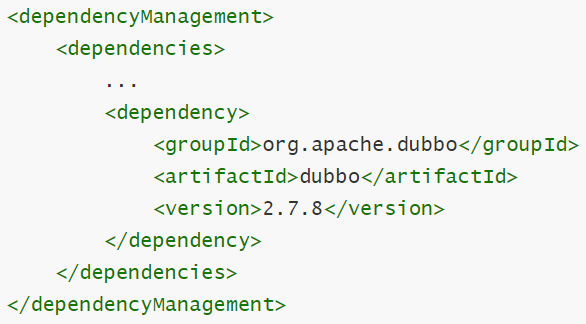 <dependencyManagement>
    <dependencies>
        ...
        <dependency>
            <groupId>org.apache.dubbo</groupId>
            <artifactId>dubbo</artifactId>
            <version>2.7.8</version>
        </dependency>
    </dependencies>
</dependencyManagement>